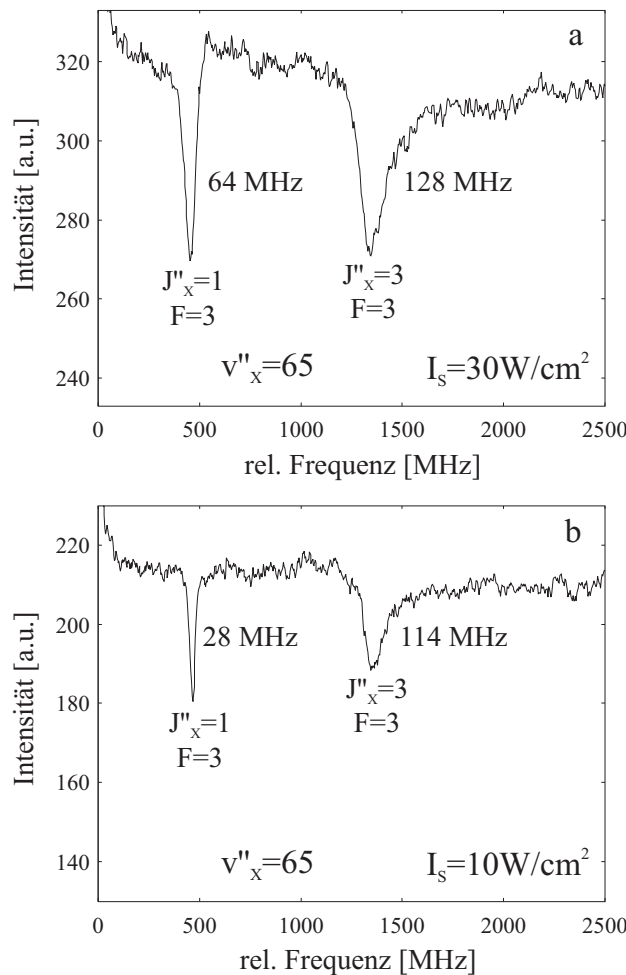 a
Intensität [a.u.]
320
300
280
260
240
64 MHz
128 MHz
J"ₓ=1
F=3
J"ₓ=3
F=3
v"ₓ=65
Iₛ=30W/cm²
0
500
1000
1500
2000
2500
rel. Frequenz [MHz]
b
Intensität [a.u.]
220
200
180
160
140
28 MHz
114 MHz
J"ₓ=1
F=3
J"ₓ=3
F=3
v"ₓ=65
Iₛ=10W/cm²
0
500
1000
1500
2000
2500
rel. Frequenz [MHz]